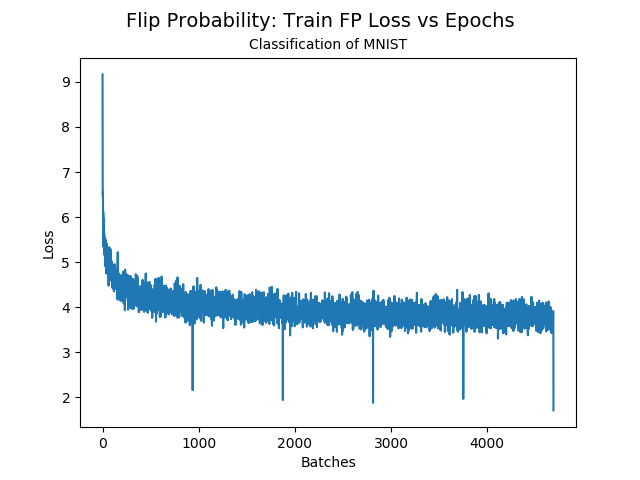 Flip Probability: Train FP Loss vs Epochs
Classification of MNIST
9
8
7
6
5
4
3
2
Loss
0 1000 2000 3000 4000
Batches